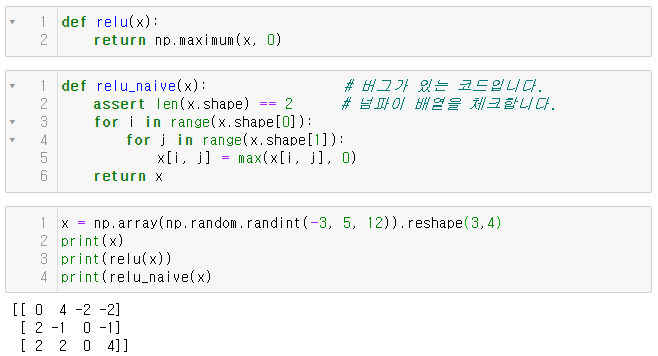 1 def relu(x):
2 return np.maximum(x, 0)
1 def relu_naive(x): # 버그가 있는 코드입니다.
2 assert len(x.shape) == 2 # 넘파이 배열을 체크합니다.
3 for i in range(x.shape[0]):
4 for j in range(x.shape[1]):
5 x[i, j] = max(x[i, j], 0)
6 return x
1 x = np.array(np.random.randint(-3, 5, 12)).reshape(3,4)
2 print(x)
3 print(relu(x))
4 print(relu_naive(x)
[[ 0 4 -2 -2]
[ 2 -1 0 -1]
[ 2 2 0 4]]